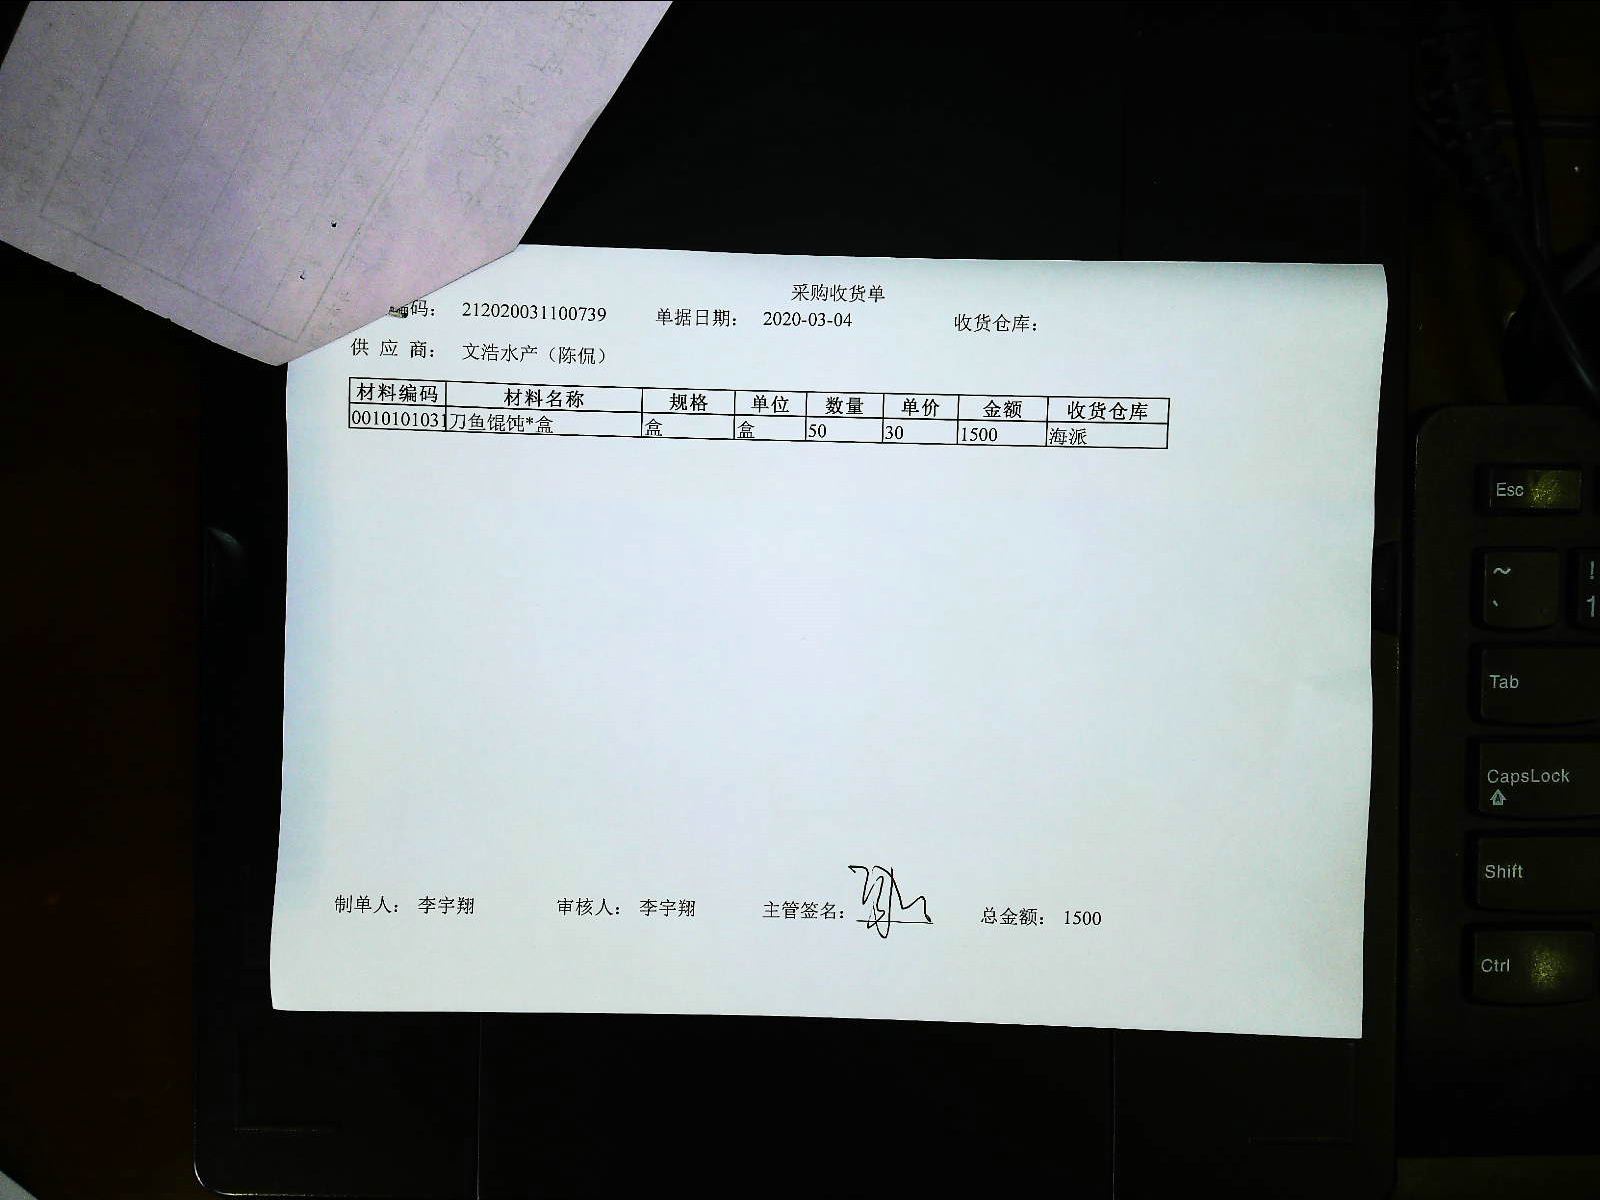 采购收货单
编码： 212020031100739 单据日期： 2020-03-04 收货仓库：
供 应 商： 文浩水产（陈侃）
材料编码 材料名称 规格 单位 数量 单价 金额 收货仓库
0010101031 刀鱼馄饨*盒 盒 盒 50 30 1500 海派
制单人： 李宇翔 审核人： 李宇翔 主管签名： 总金额： 1500
Esc
~ !
` 1
Tab
CapsLock
Shift
Ctrl